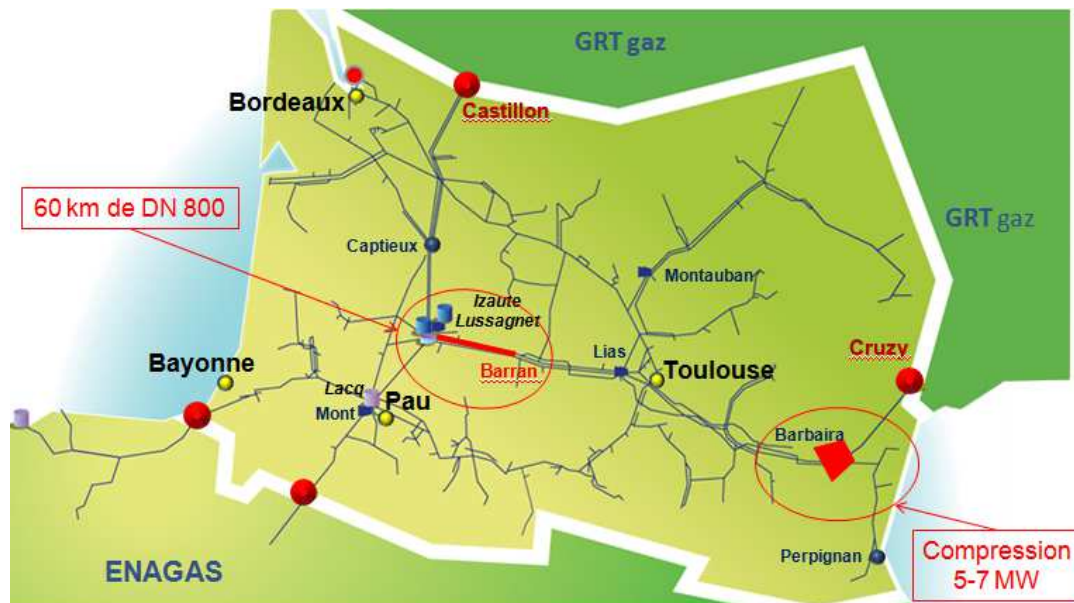 GRT gaz
Bordeaux
Castillon
60 km de DN 800
GRT gaz
Captieux
Montauban
Izaute
Lussagnet
Cruzy
Lias
Toulouse
Barran
Bayonne
Lacq
Pau
Mont
Barbaira
Perpignan
Compression
5-7 MW
ENAGAS